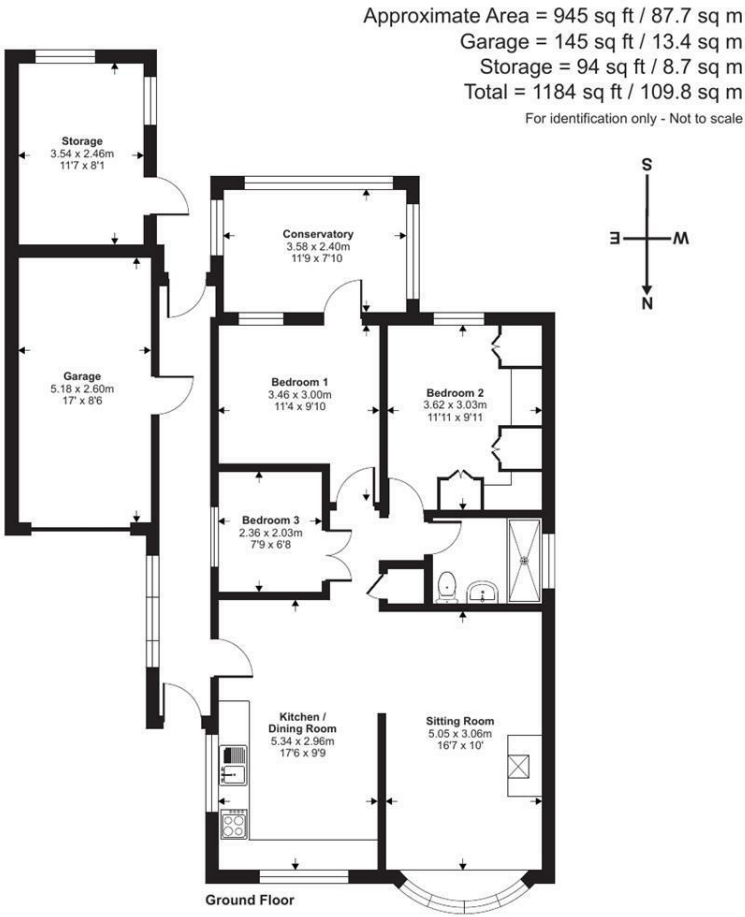 Approximate Area = 945 sq ft / 87.7 sq m
Garage = 145 sq ft / 13.4 sq m
Storage = 94 sq ft / 8.7 sq m
Total = 1184 sq ft / 109.8 sq m
For identification only - Not to scale
Storage
3.54 x 2.46m
11'7 x 8'1
S
E
W
N
Conservatory
3.58 x 2.40m
11'9 x 7'10
Garage
5.18 x 2.60m
17' x 8'6
Bedroom 1
3.46 x 3.00m
11'4 x 9'10
Bedroom 2
3.62 x 3.03m
11'11 x 9'11
Bedroom 3
2.36 x 2.03m
7'9 x 6'8
Kitchen /
Dining Room
5.34 x 2.96m
17'6 x 9'9
Sitting Room
5.05 x 3.06m
16'7 x 10'
Ground Floor